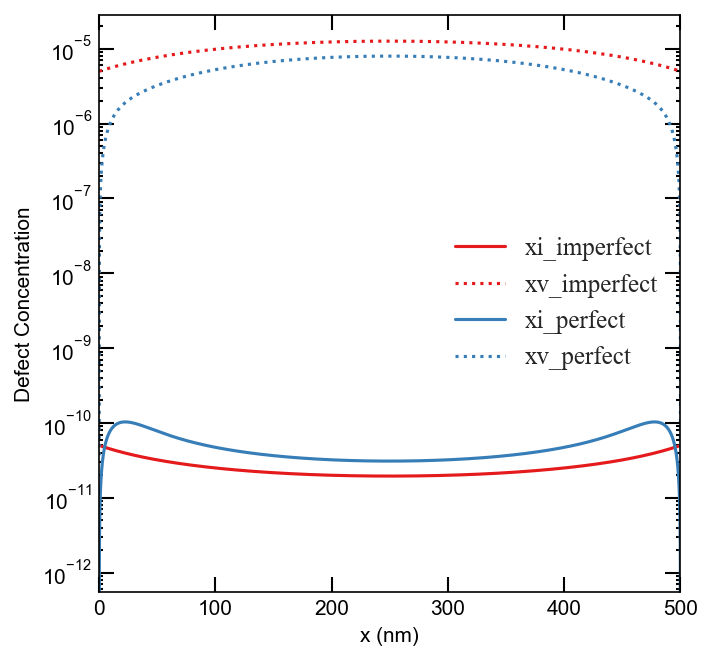 10⁻⁵
10⁻⁶
10⁻⁷
10⁻⁸
10⁻⁹
10⁻¹⁰
10⁻¹¹
10⁻¹²
Defect Concentration
xi_imperfect
xv_imperfect
xi_perfect
xv_perfect
0 100 200 300 400 500
x (nm)